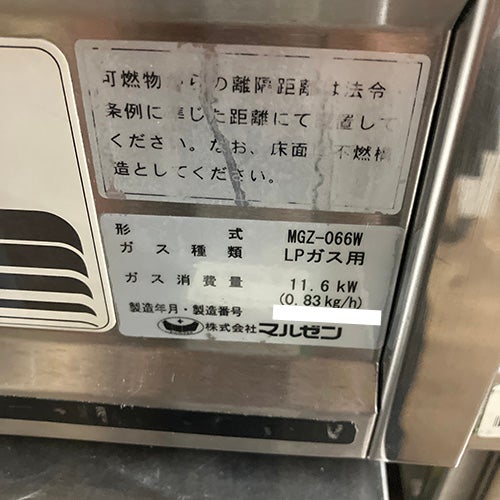 可燃物 らの離隔距離は法令
条例に準じた距離にて 置して
ください。なお、床面 不燃構
造としてください。
形 式 MGZ-066W
ガス種類 LPガス用
ガス消費量 11.6 kW
(0.83kg/h)
製造年月・製造番号
株式会社マルゼン